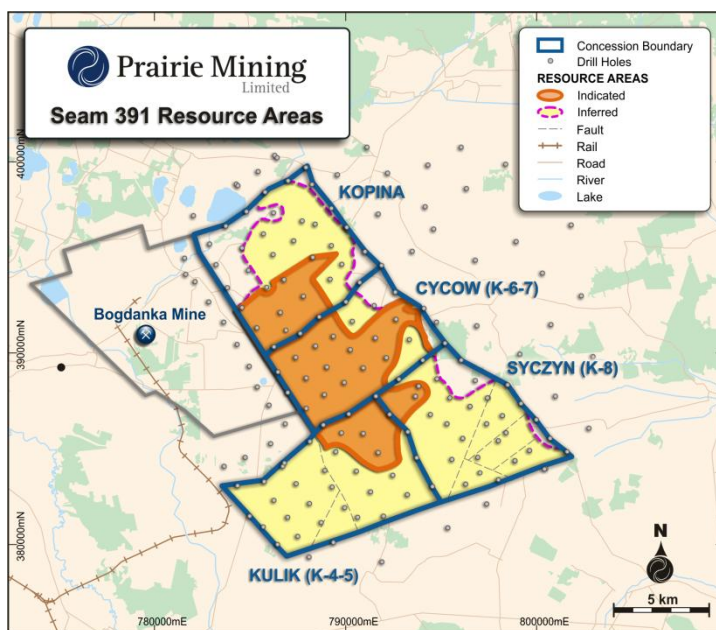 Prairie Mining
Limited
Seam 391 Resource Areas
Concession Boundary
Drill Holes
RESOURCE AREAS
Indicated
Inferred
Fault
Rail
Road
River
Lake
400000mN
KOPINA
CYCOW (K-6-7)
Bogdanka Mine
390000mN
SYCZYN (K-8)
380000mN
KULIK (K-4-5)
N
5 km
780000mE
790000mE
800000mE